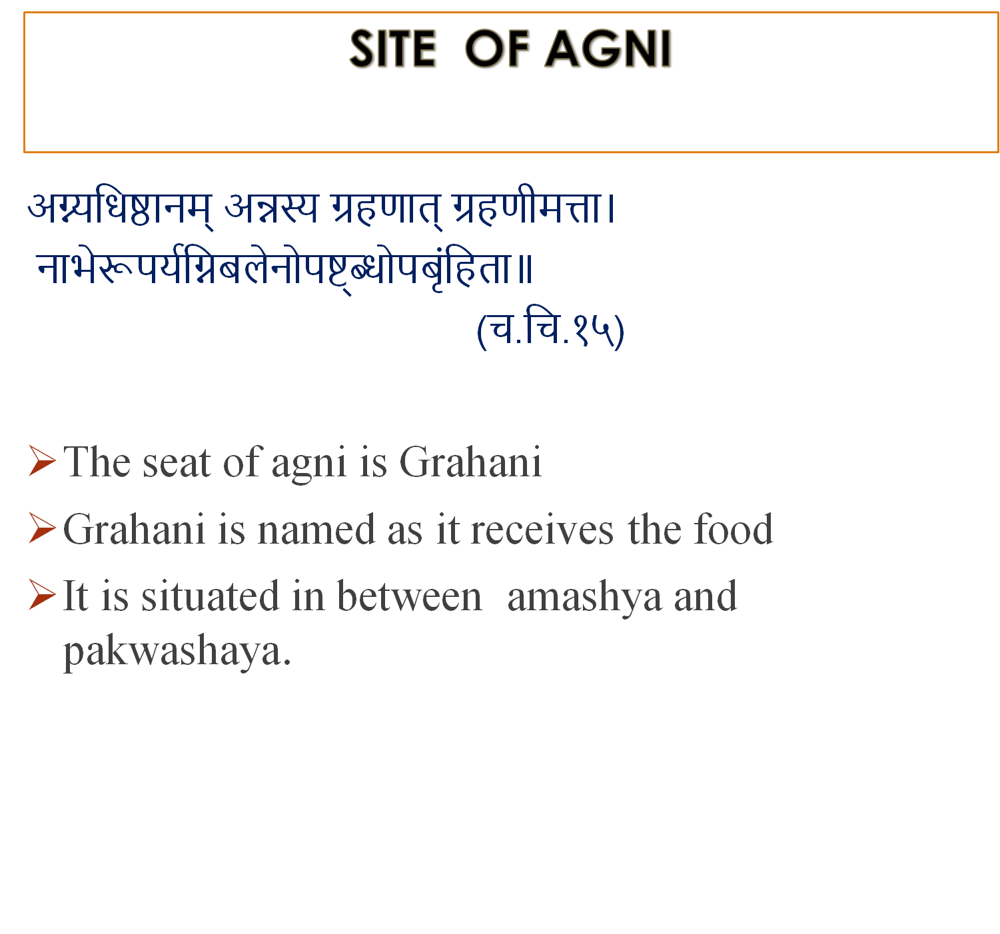 SITE OF AGNI
अग्न्यधिष्ठानम् अन्नस्य ग्रहणात् ग्रहणीमत्ता।
नाभेरूपर्यग्निबलेनोपष्ट्ब्धोपबृंहिता॥
(च.चि.१५)
The seat of agni is Grahani
Grahani is named as it receives the food
It is situated in between amashya and
pakwashaya.